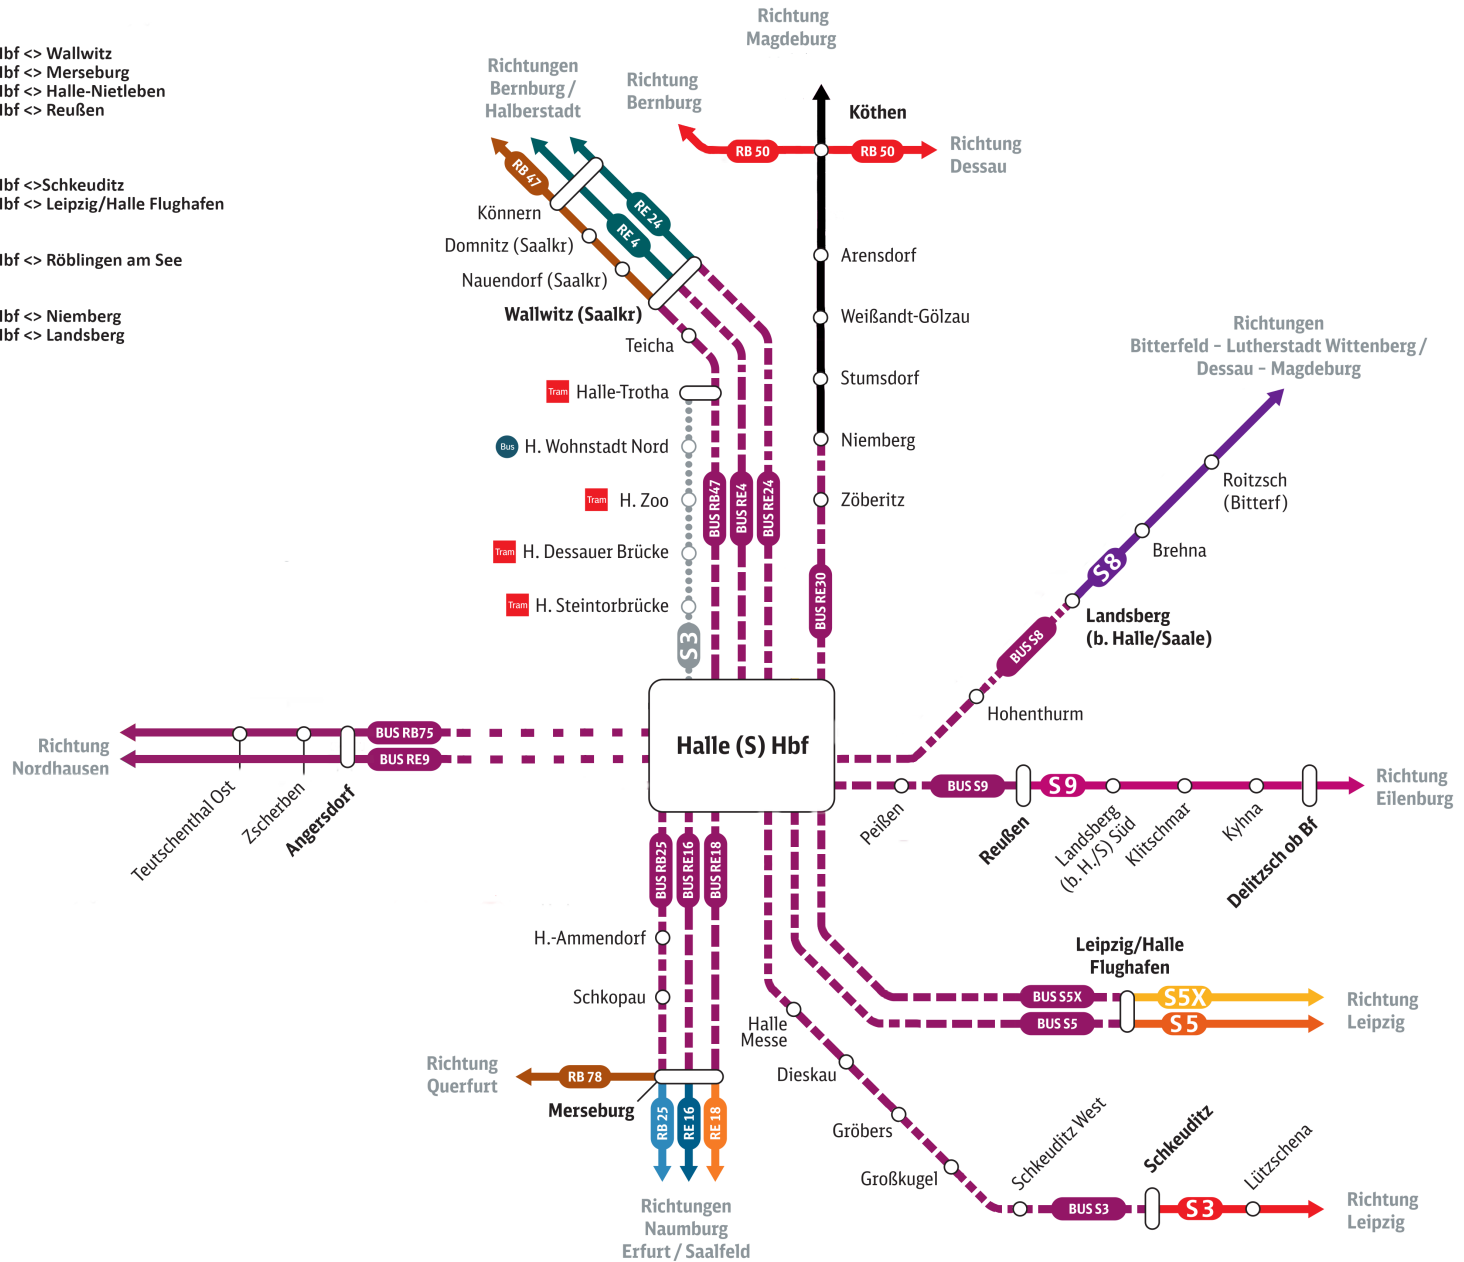 lbf <> Wallwitz
lbf <> Merseburg
lbf <> Halle-Nietleben
lbf <> Reußen
lbf <>Schkeuditz
lbf <> Leipzig/Halle Flughafen
lbf <> Röblingen am See
lbf <> Niemberg
lbf <> Landsberg
Richtung
Magdeburg
Richtungen
Bernburg /
Halberstadt
Richtung
Bernburg
Köthen
RB 50
RB 50
Richtung
Dessau
RB 47
RE 24
RE 4
Könnern
Domnitz (Saalkr)
Nauendorf (Saalkr)
Wallwitz (Saalkr)
Teicha
Arensdorf
Weißandt-Gölzau
Stumsdorf
Niemberg
Zöberitz
Tram
Halle-Trotha
Bus
H. Wohnstadt Nord
Tram
H. Zoo
Tram
H. Dessauer Brücke
Tram
H. Steintorbrücke
S 3
BUS RB47
BUS RE4
BUS RE24
BUS RE30
Richtungen
Bitterfeld – Lutherstadt Wittenberg /
Dessau – Magdeburg
Roitzsch
(Bitterf)
Brehna
S 8
Landsberg
(b. Halle/Saale)
BUS S8
Hohenthurm
Halle (S) Hbf
Richtung
Nordhausen
BUS RB75
BUS RE9
Teutschenthal Ost
Zscherben
Angersdorf
Peißen
BUS S9
Reußen
S 9
Landsberg
(b. H./S) Süd
Klitschmar
Kyhna
Delitzsch ob Bf
Richtung
Eilenburg
BUS RB25
BUS RE16
BUS RE18
H.-Ammendorf
Schkopau
Richtung
Querfurt
RB 78
Merseburg
RB 25
RE 16
RE 18
Richtungen
Naumburg
Erfurt / Saalfeld
Leipzig/Halle
Flughafen
BUS S5X
S5X
BUS S5
S 5
Richtung
Leipzig
Halle
Messe
Dieskau
Gröbers
Großkugel
Schkeuditz West
BUS S3
Schkeuditz
S 3
Lützschena
Richtung
Leipzig